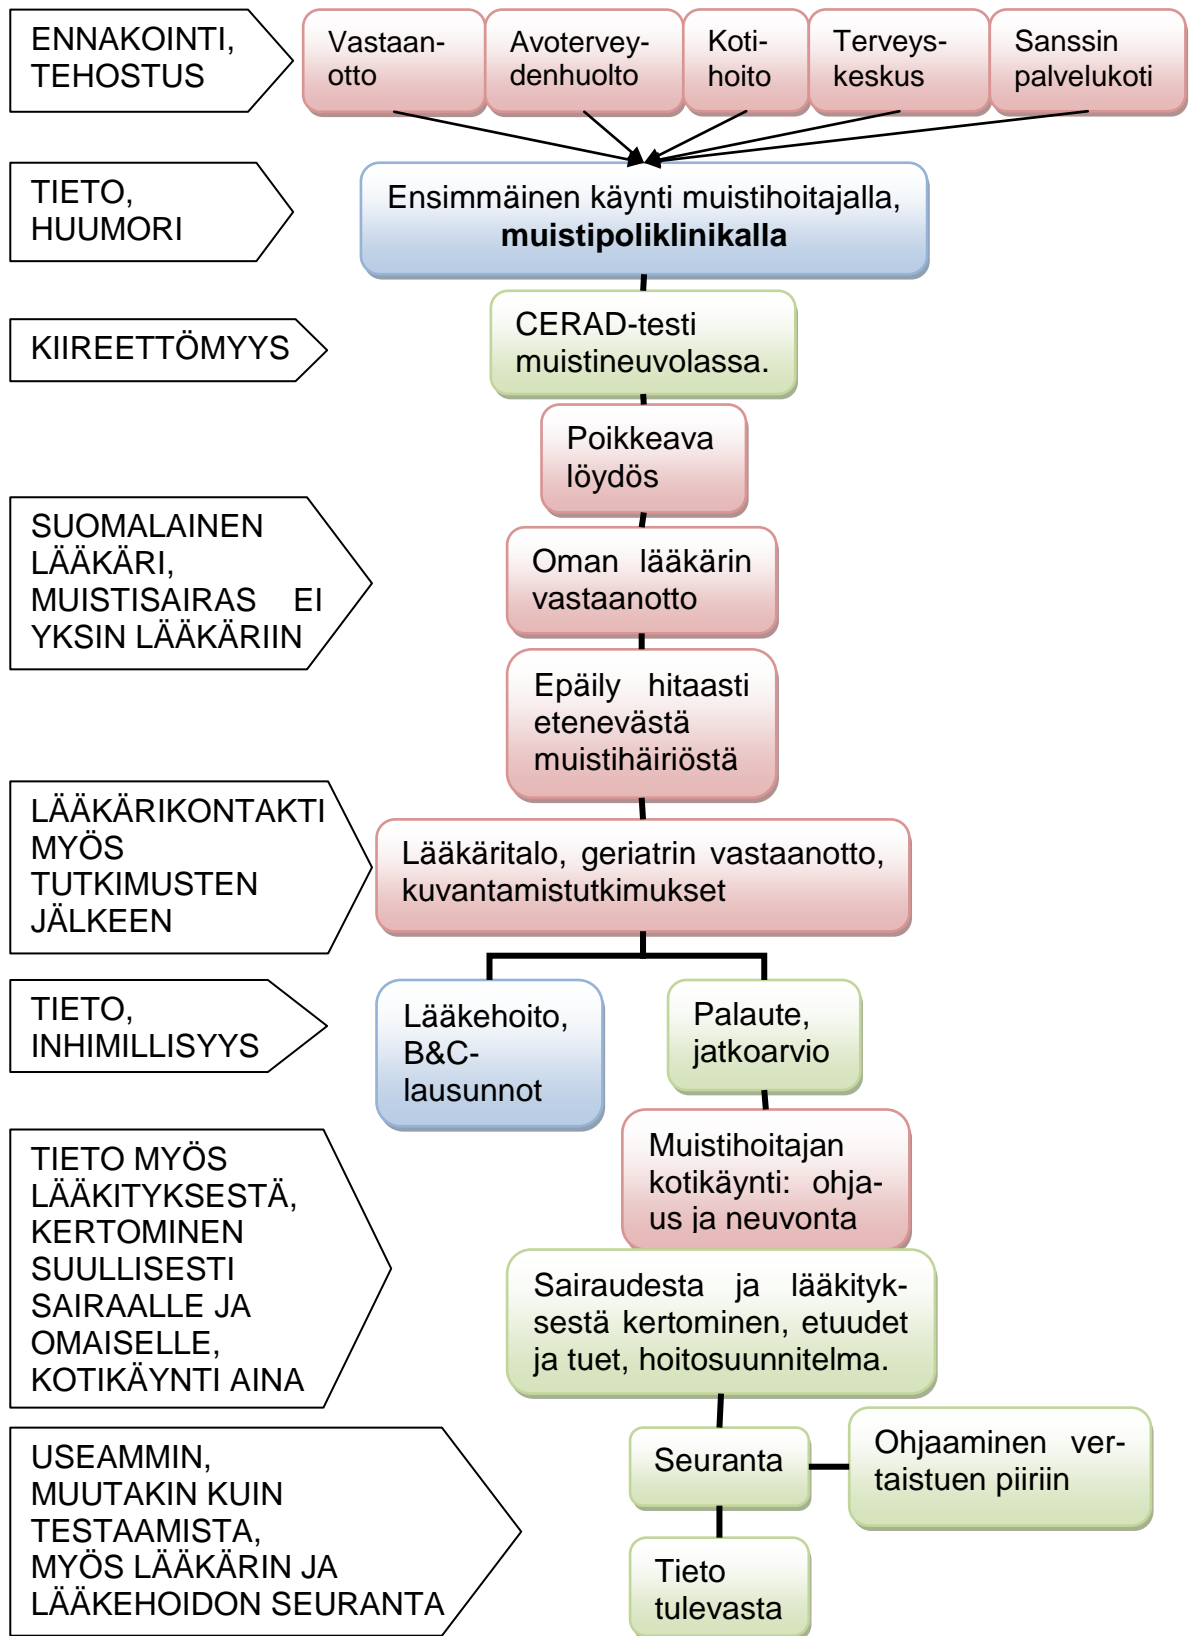 ENNAKOINTI,
TEHOSTUS
Vastaan-
otto
Avotervey-
denhuolto
Koti-
hoito
Terveys-
keskus
Sanssin
palvelukoti
TIETO,
HUUMORI
Ensimmäinen käynti muistihoitajalla,
muistipoliklinikalla
KIIREETTÖMYYS
CERAD-testi
muistineuvolassa.
Poikkeava
löydös
SUOMALAINEN
LÄÄKÄRI,
MUISTISAIRAS EI
YKSIN LÄÄKÄRIIN
Oman lääkärin
vastaanotto
Epäily hitaasti
etenevästä
muistihäiriöstä
LÄÄKÄRIKONTAKTI
MYÖS
TUTKIMUSTEN
JÄLKEEN
Lääkäritalo, geriatrin vastaanotto,
kuvantamistutkimukset
TIETO,
INHIMILLISYYS
Lääkehoito,
B&C-
lausunnot
Palaute,
jatkoarvio
TIETO MYÖS
LÄÄKITYKSESTÄ,
KERTOMINEN
SUULLISESTI
SAIRAALLE JA
OMAISELLE,
KOTIKÄYNTI AINA
Muistihoitajan
kotikäynti: ohja-
us ja neuvonta
Sairaudesta ja lääkityk-
sestä kertominen, etuudet
ja tuet, hoitosuunnitelma.
USEAMMIN,
MUUTAKIN KUIN
TESTAAMISTA,
MYÖS LÄÄKÄRIN JA
LÄÄKEHOIDON SEURANTA
Seuranta
Ohjaaminen ver-
taistuen piiriin
Tieto
tulevasta